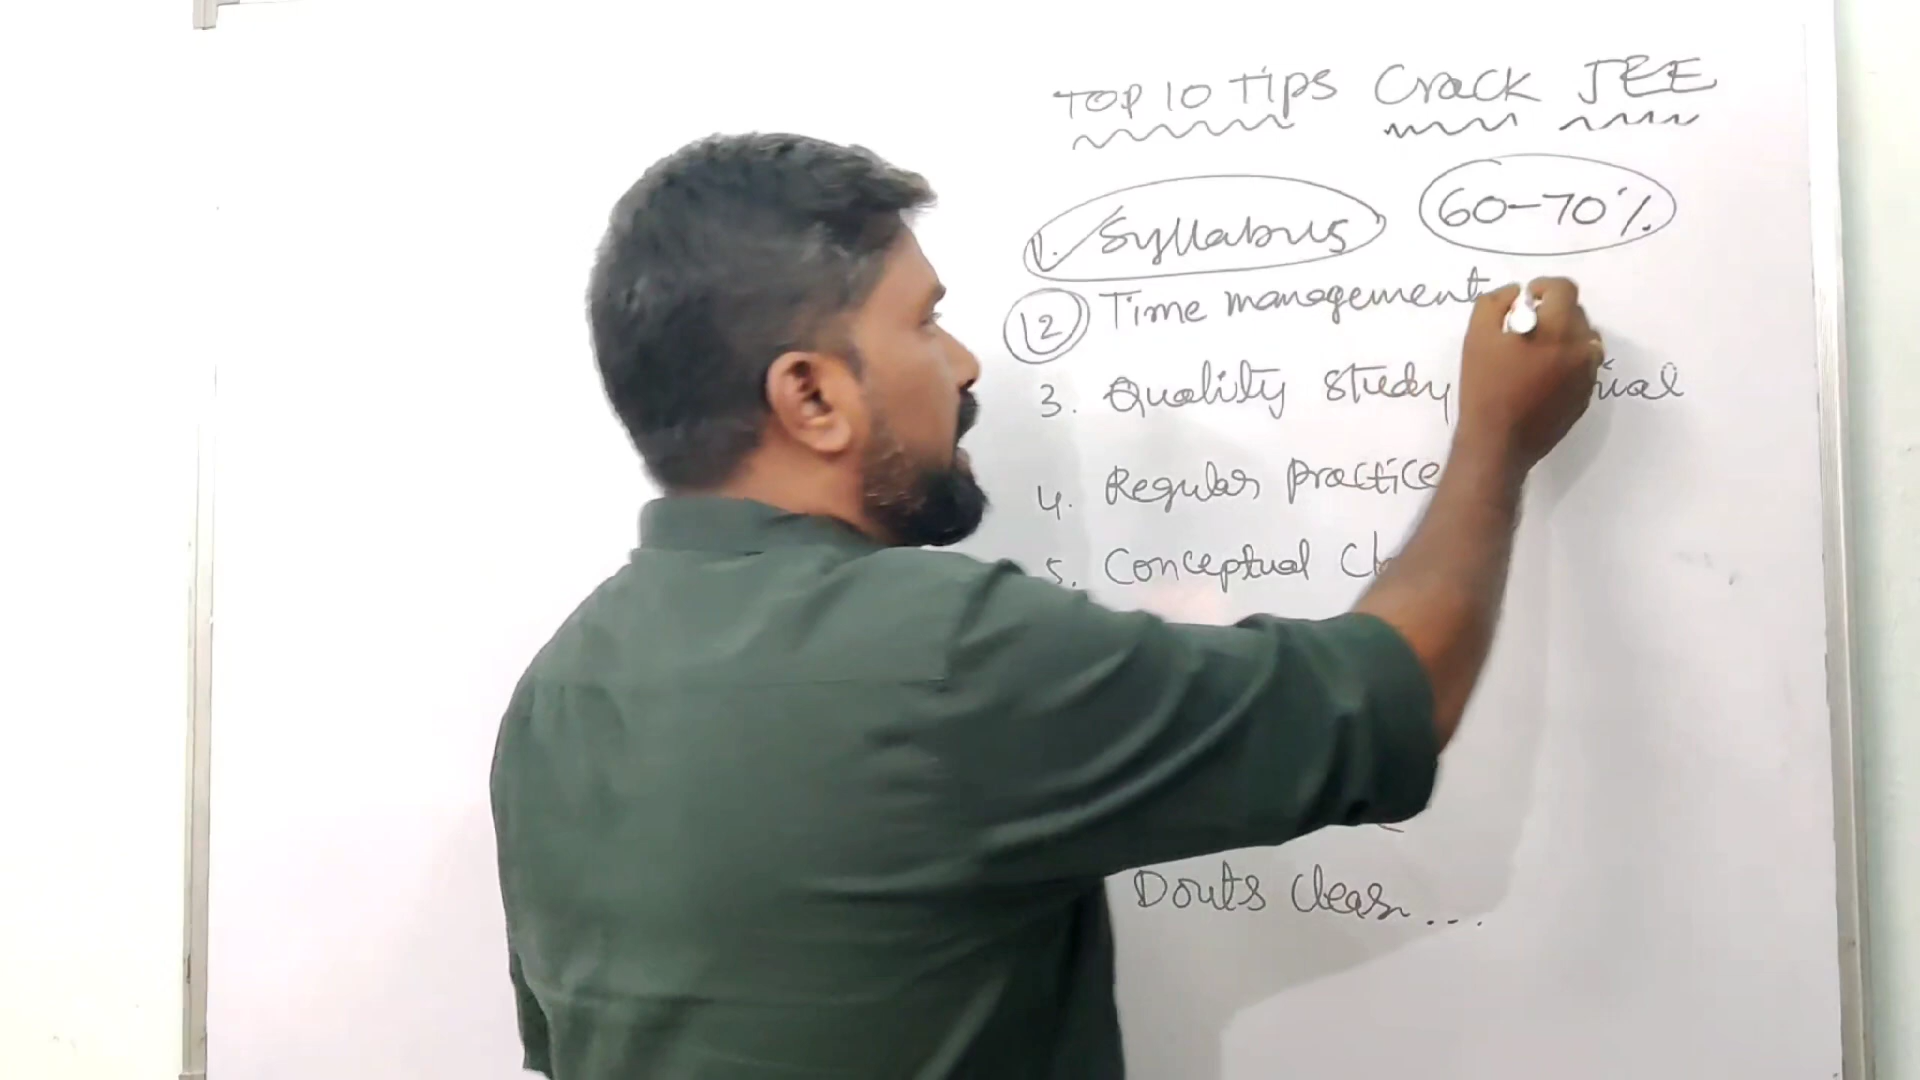 TOP 10 Tips Crack JEE
1. Syllabus 60-70%
2 Time management
3. Quality study
4. Regular practice
5. Conceptual
Douts Clear...